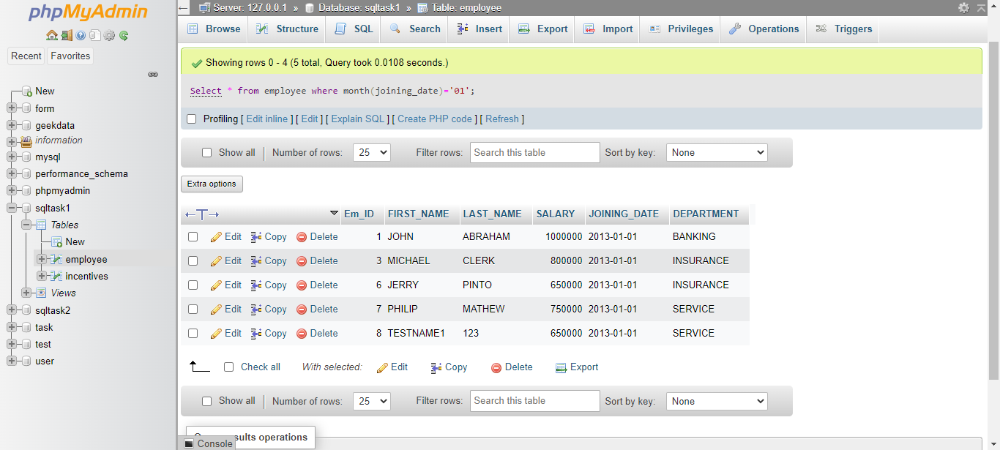 phpMyAdmin
Recent Favorites
New
form
geekdata
information
mysql
performance_schema
phpmyadmin
sqltask1
Tables
New
employee
incentives
Views
sqltask2
task
test
user
Server: 127.0.0.1 » Database: sqltask1 » Table: employee
Browse Structure SQL Search Insert Export Import Privileges Operations Triggers
Showing rows 0 - 4 (5 total, Query took 0.0108 seconds.)
Select * from employee where month(joining_date)='01';
Profiling [ Edit inline ] [ Edit ] [ Explain SQL ] [ Create PHP code ] [ Refresh ]
Show all Number of rows: 25 Filter rows: Search this table Sort by key: None
Extra options
Em_ID FIRST_NAME LAST_NAME SALARY JOINING_DATE DEPARTMENT
Edit Copy Delete 1 JOHN ABRAHAM 1000000 2013-01-01 BANKING
Edit Copy Delete 3 MICHAEL CLERK 800000 2013-01-01 INSURANCE
Edit Copy Delete 6 JERRY PINTO 650000 2013-01-01 INSURANCE
Edit Copy Delete 7 PHILIP MATHEW 750000 2013-01-01 SERVICE
Edit Copy Delete 8 TESTNAME1 123 650000 2013-01-01 SERVICE
Check all With selected: Edit Copy Delete Export
Show all Number of rows: 25 Filter rows: Search this table Sort by key: None
operations
Console